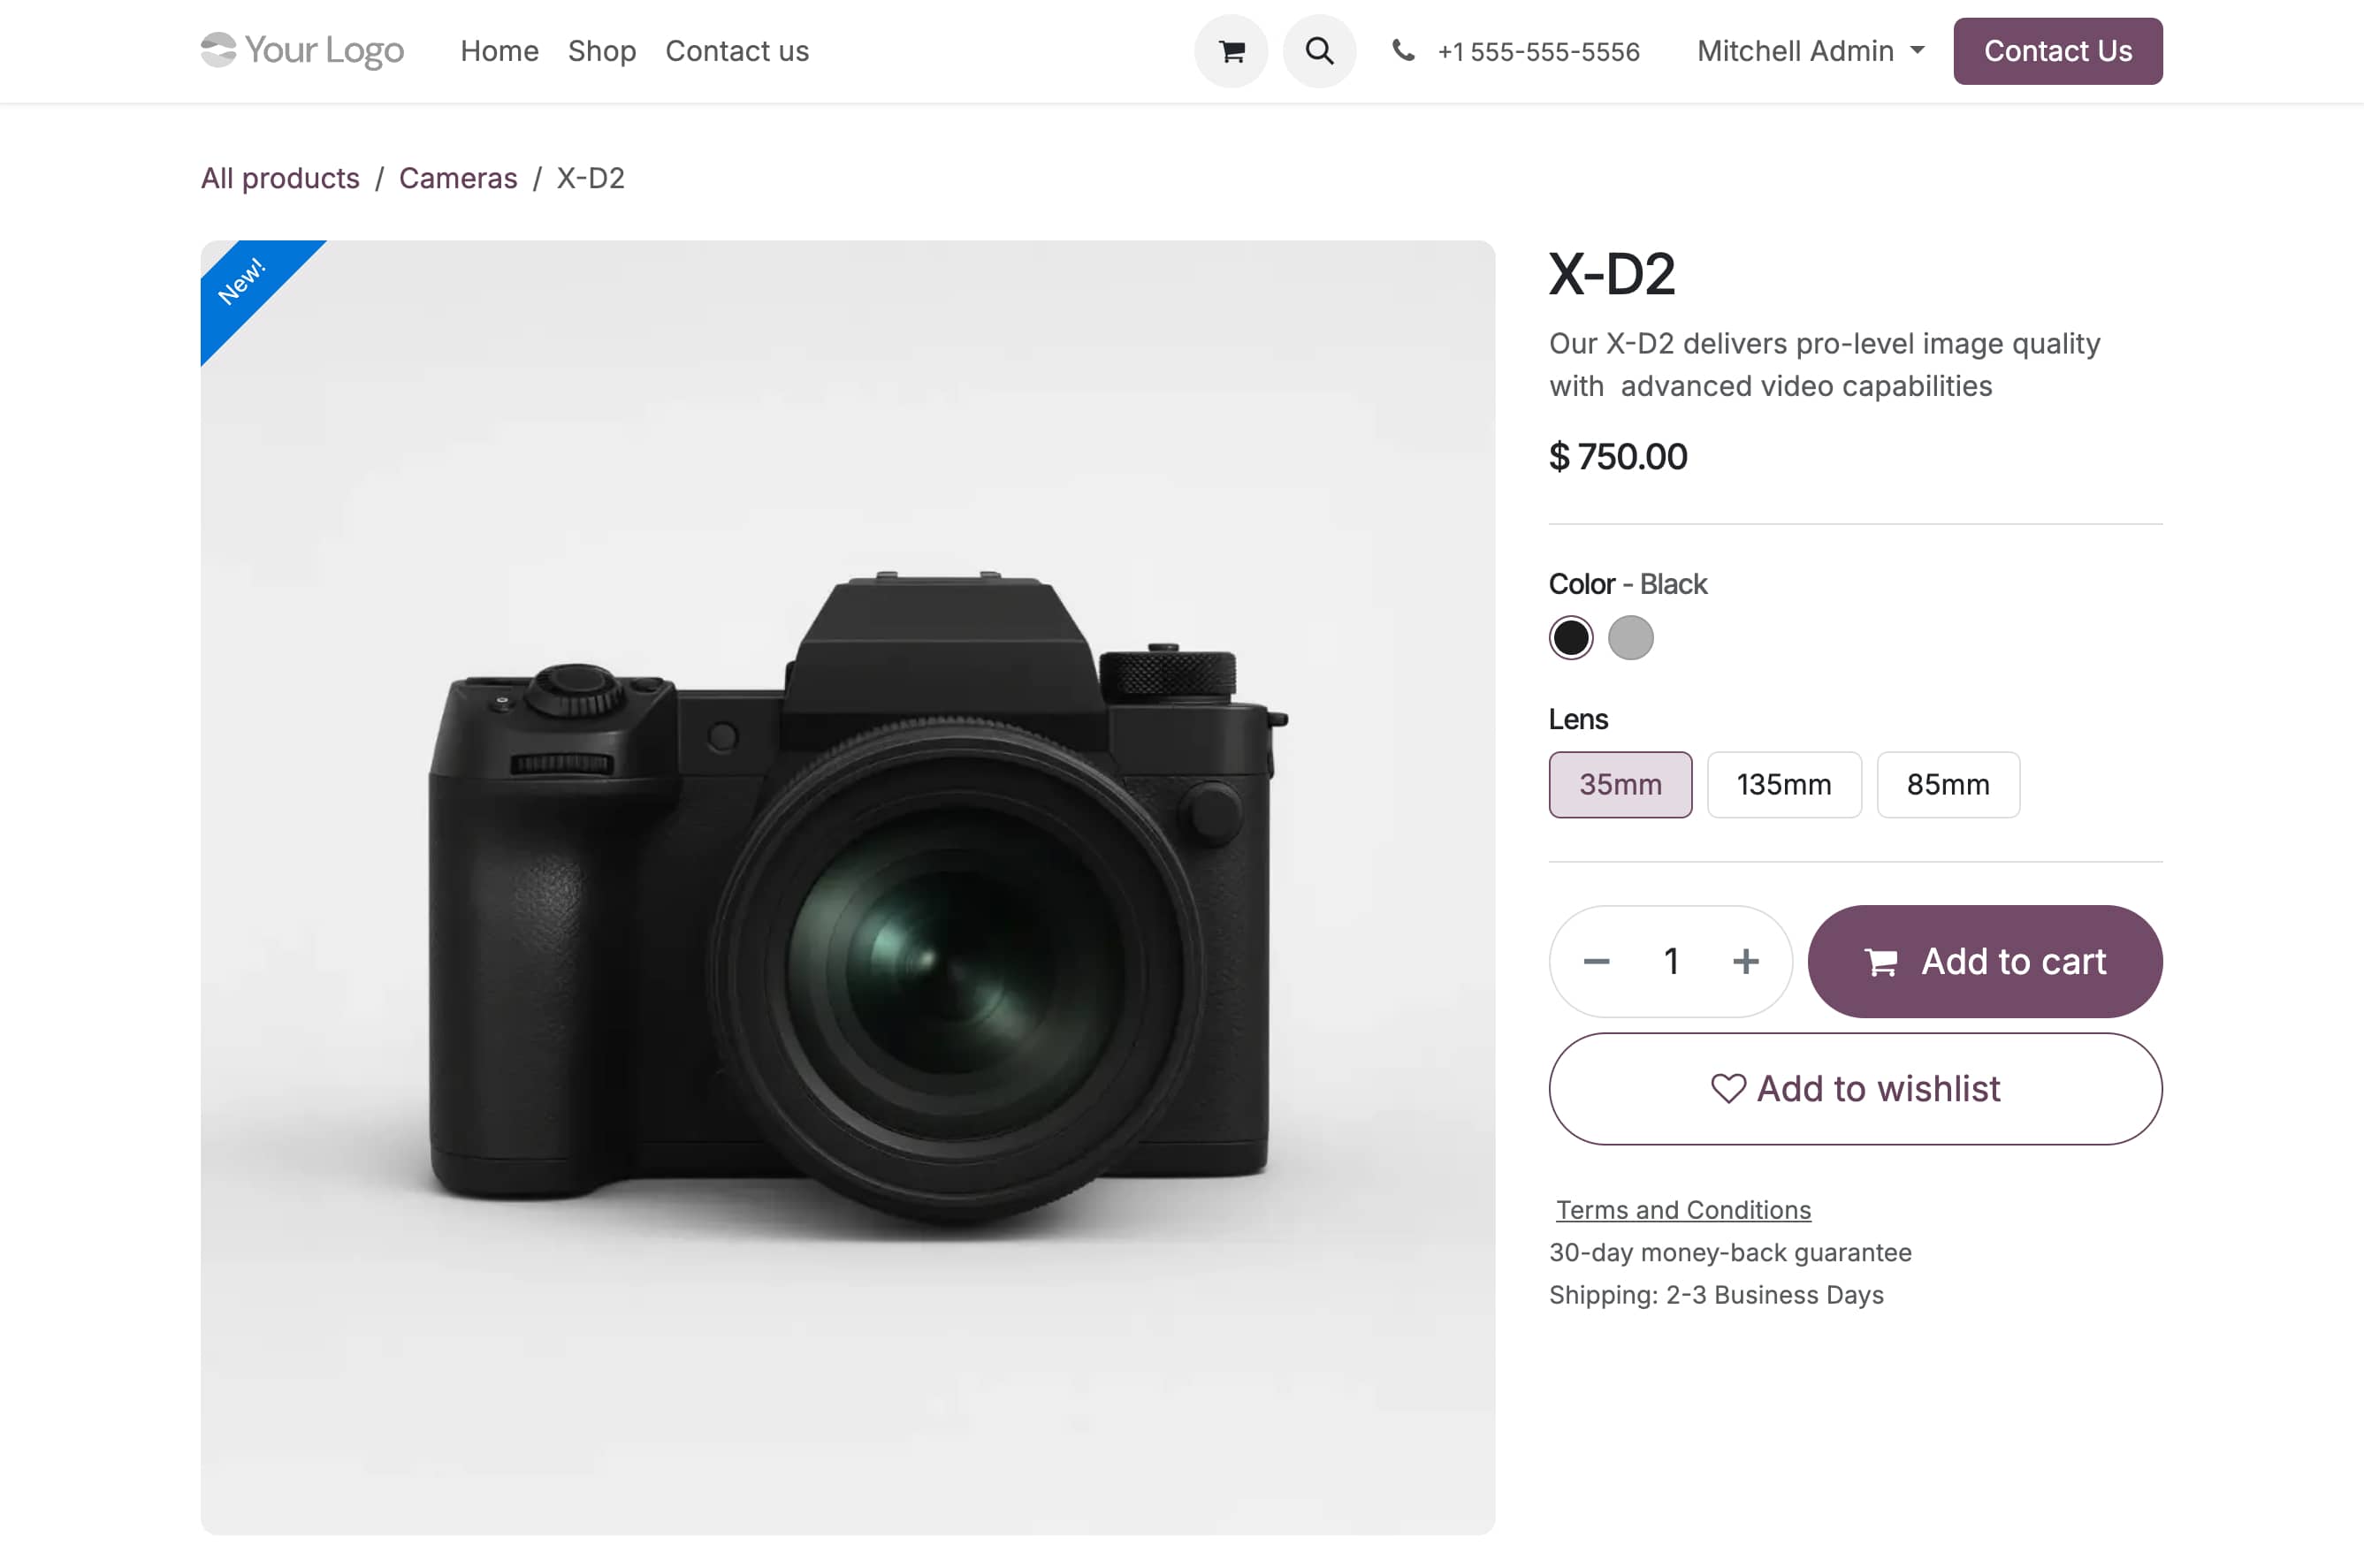 Your Logo
Home Shop Contact us
+1 555-555-5556
Mitchell Admin
Contact Us
All products / Cameras / X-D2
New!
X-D2
Our X-D2 delivers pro-level image quality
with  advanced video capabilities
$ 750.00
Color - Black
Lens
35mm 135mm 85mm
1
Add to cart
Add to wishlist
Terms and Conditions
30-day money-back guarantee
Shipping: 2-3 Business Days